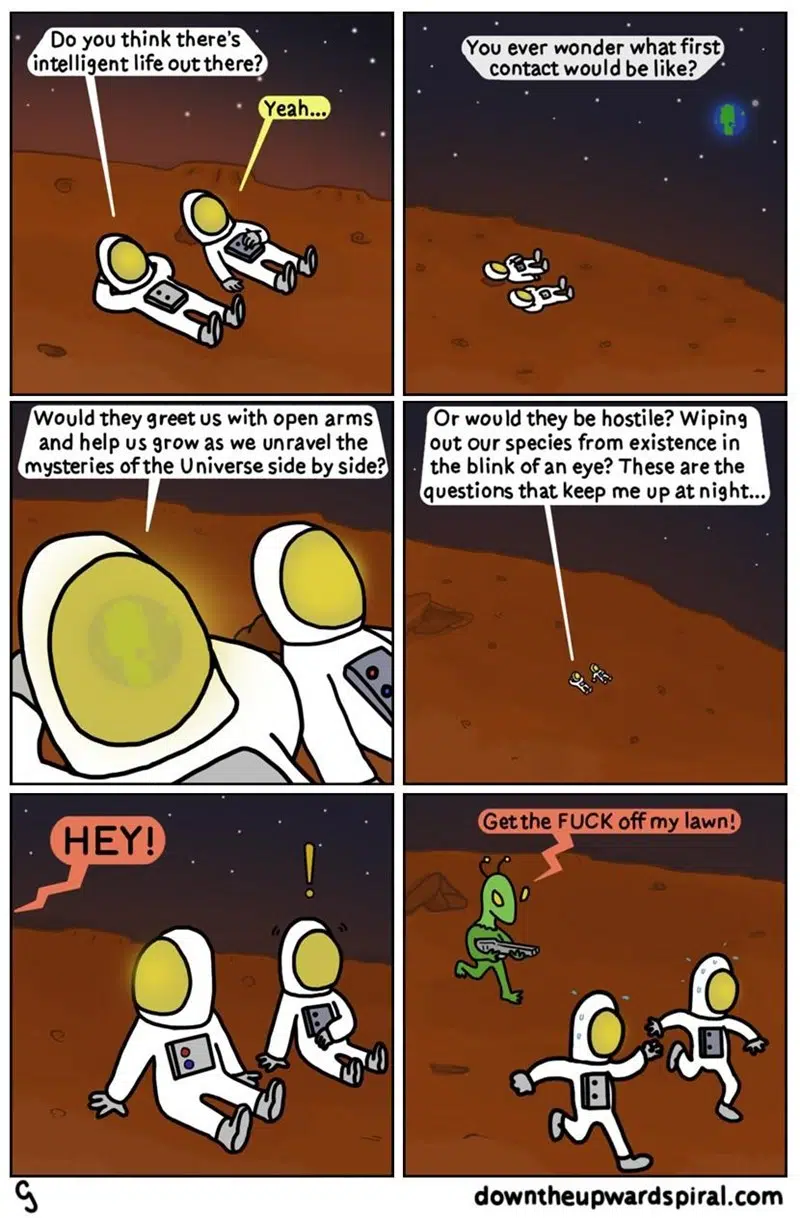 Do you think there's
intelligent life out there?
Yeah...
You ever wonder what first
contact would be like?
Would they greet us with open arms
and help us grow as we unravel the
mysteries of the Universe side by side?
Or would they be hostile? Wiping
out our species from existence in
the blink of an eye? These are the
questions that keep me up at night...
HEY!
!
Get the FUCK off my lawn!
downtheupwardspiral.com